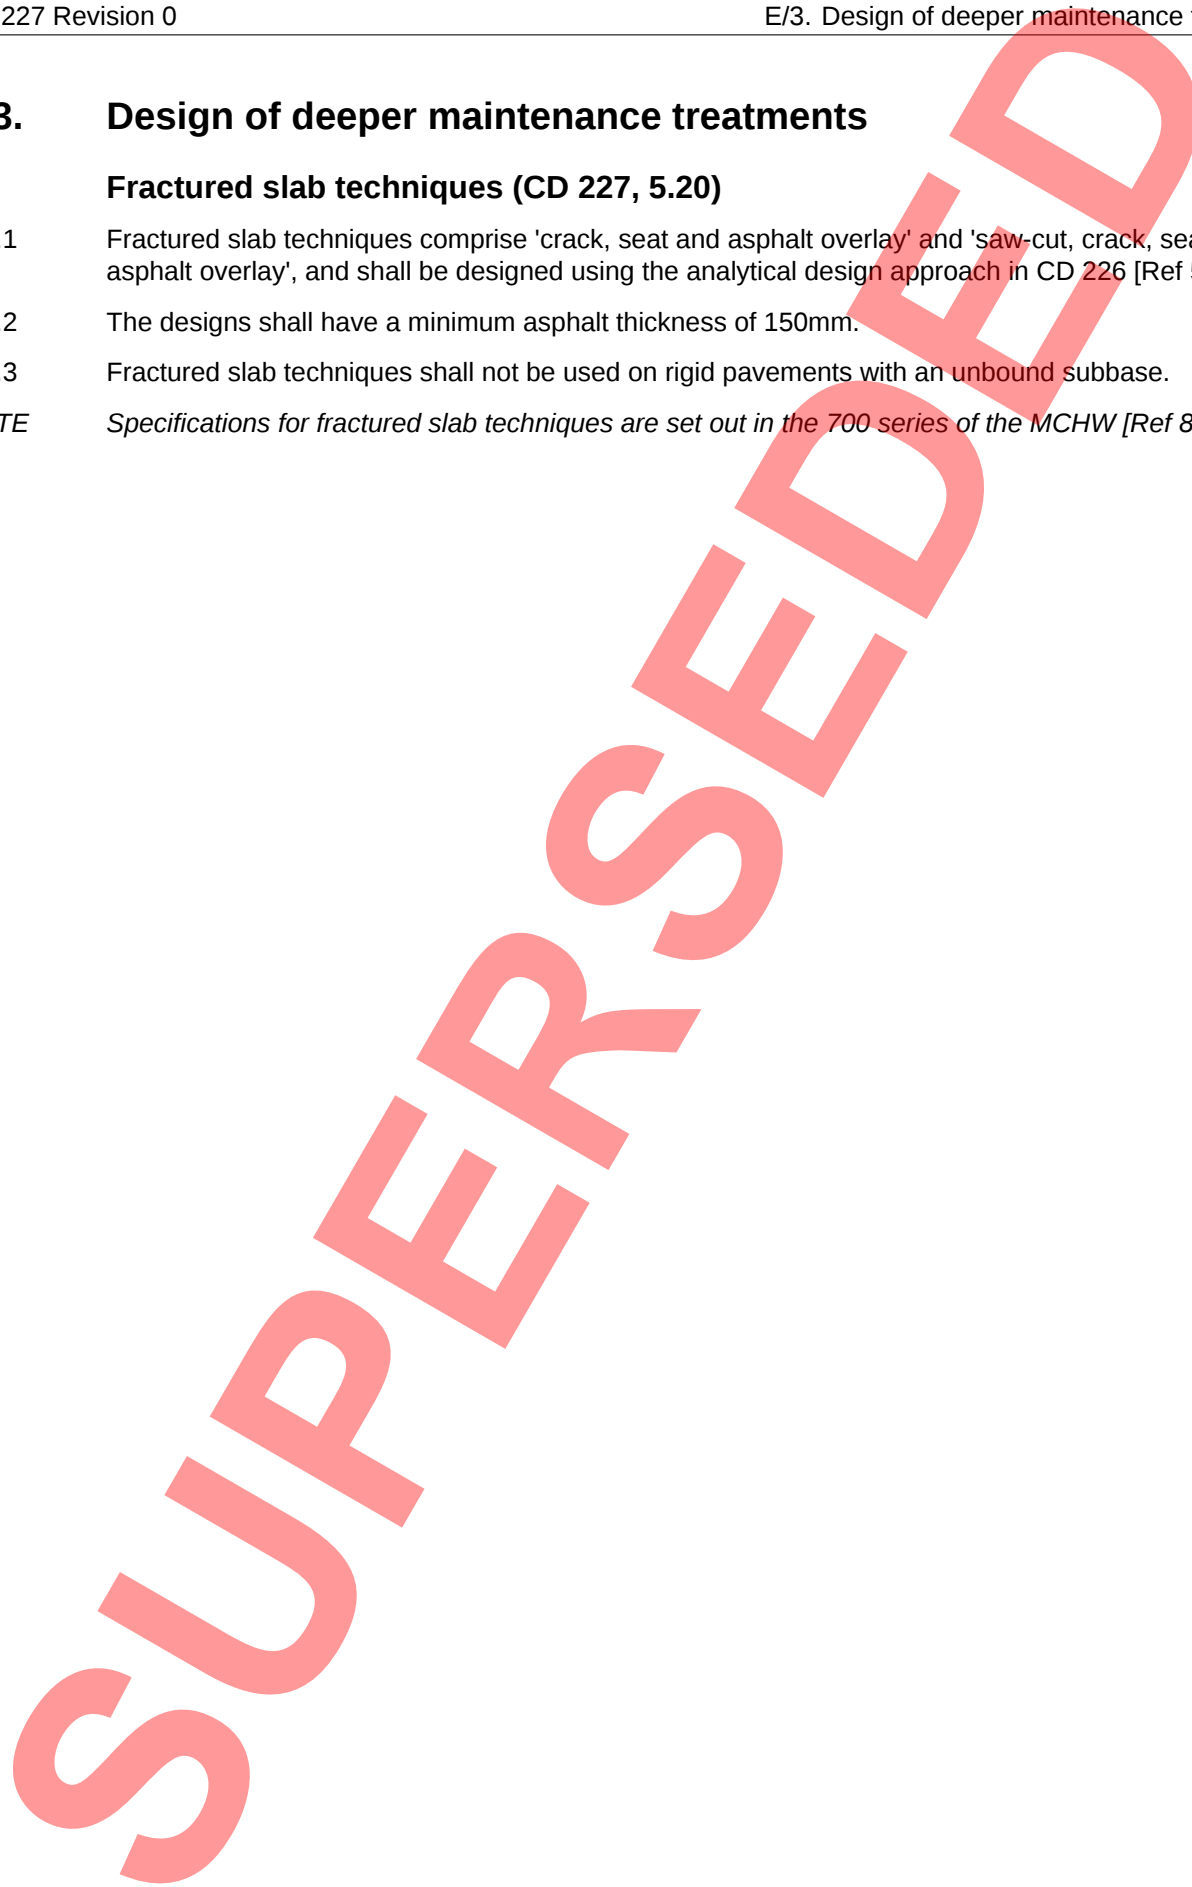 227 Revision 0 E/3. Design of deeper maintenance
3. Design of deeper maintenance treatments
Fractured slab techniques (CD 227, 5.20)
.1 Fractured slab techniques comprise 'crack, seat and asphalt overlay' and 'saw-cut, crack,
asphalt overlay', and shall be designed using the analytical design approach in CD 226 [Ref
.2 The designs shall have a minimum asphalt thickness of 150mm.
.3 Fractured slab techniques shall not be used on rigid pavements with an unbound subbase.
TE Specifications for fractured slab techniques are set out in the 700 series of the MCHW [Ref 8
SUPERSEDED